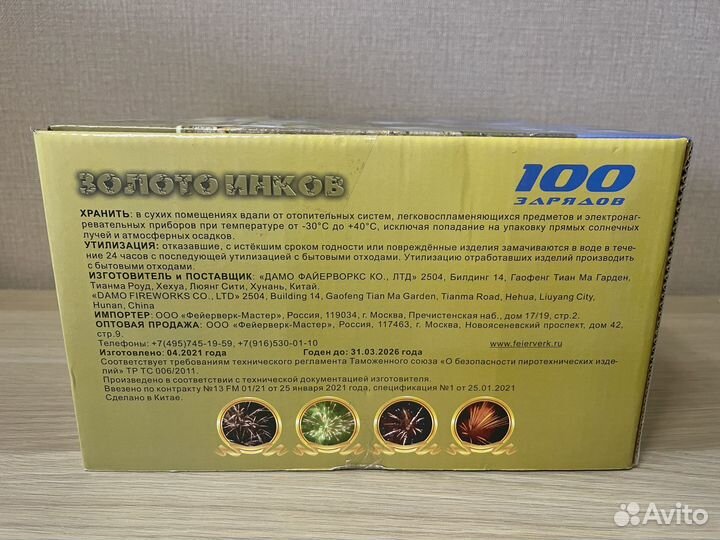 ЗОЛОТО ИНКОВ
100
ЗАРЯДОВ
ХРАНИТЬ: в сухих помещениях вдали от отопительных систем, легковоспламеняющихся предметов и электронаг-
ревательных приборов при температуре от -30°С до +40°С, исключая попадание на упаковку прямых солнечных
лучей и атмосферных осадков.
УТИЛИЗАЦИЯ: отказавшие, с истёкшим сроком годности или повреждённые изделия замачиваются в воде в тече-
ние 24 часов с последующей утилизацией с бытовыми отходами. Утилизацию отработавших изделий производить
с бытовыми отходами.
ИЗГОТОВИТЕЛЬ И ПОСТАВЩИК: «ДАМО ФАЙЕРВОРКС КО., ЛТД» 2504, Билдинг 14, Гаофенг Тиан Ма Гарден,
Тианма Роуд, Хехуа, Люянг Сити, Хунань, Китай.
«DAMO FIREWORKS CO., LTD» 2504, Building 14, Gaofeng Tian Ma Garden, Tianma Road, Hehua, Liuyang City,
Hunan, China
ИМПОРТЕР: ООО «Фейерверк-Мастер», Россия, 119034, г. Москва, Пречистенская наб., дом 17/19, стр.2.
ОПТОВАЯ ПРОДАЖА: ООО «Фейерверк-Мастер», Россия, 117463, г. Москва, Новоясеневский проспект, дом 42,
стр.9.
Телефоны: +7(495)745-19-59, +7(916)530-01-10 www.feierverk.ru
Изготовлено: 04.2021 года Годен до: 31.03.2026 года
Соответствует требованиям технического регламента Таможенного союза «О безопасности пиротехнических изде-
лий» ТР ТС 006/2011.
Произведено в соответствии с технической документацией изготовителя.
Ввезено по контракту №13 FM 01/21 от 25 января 2021 года, спецификация №1 от 25.01.2021
Сделано в Китае.
Avito